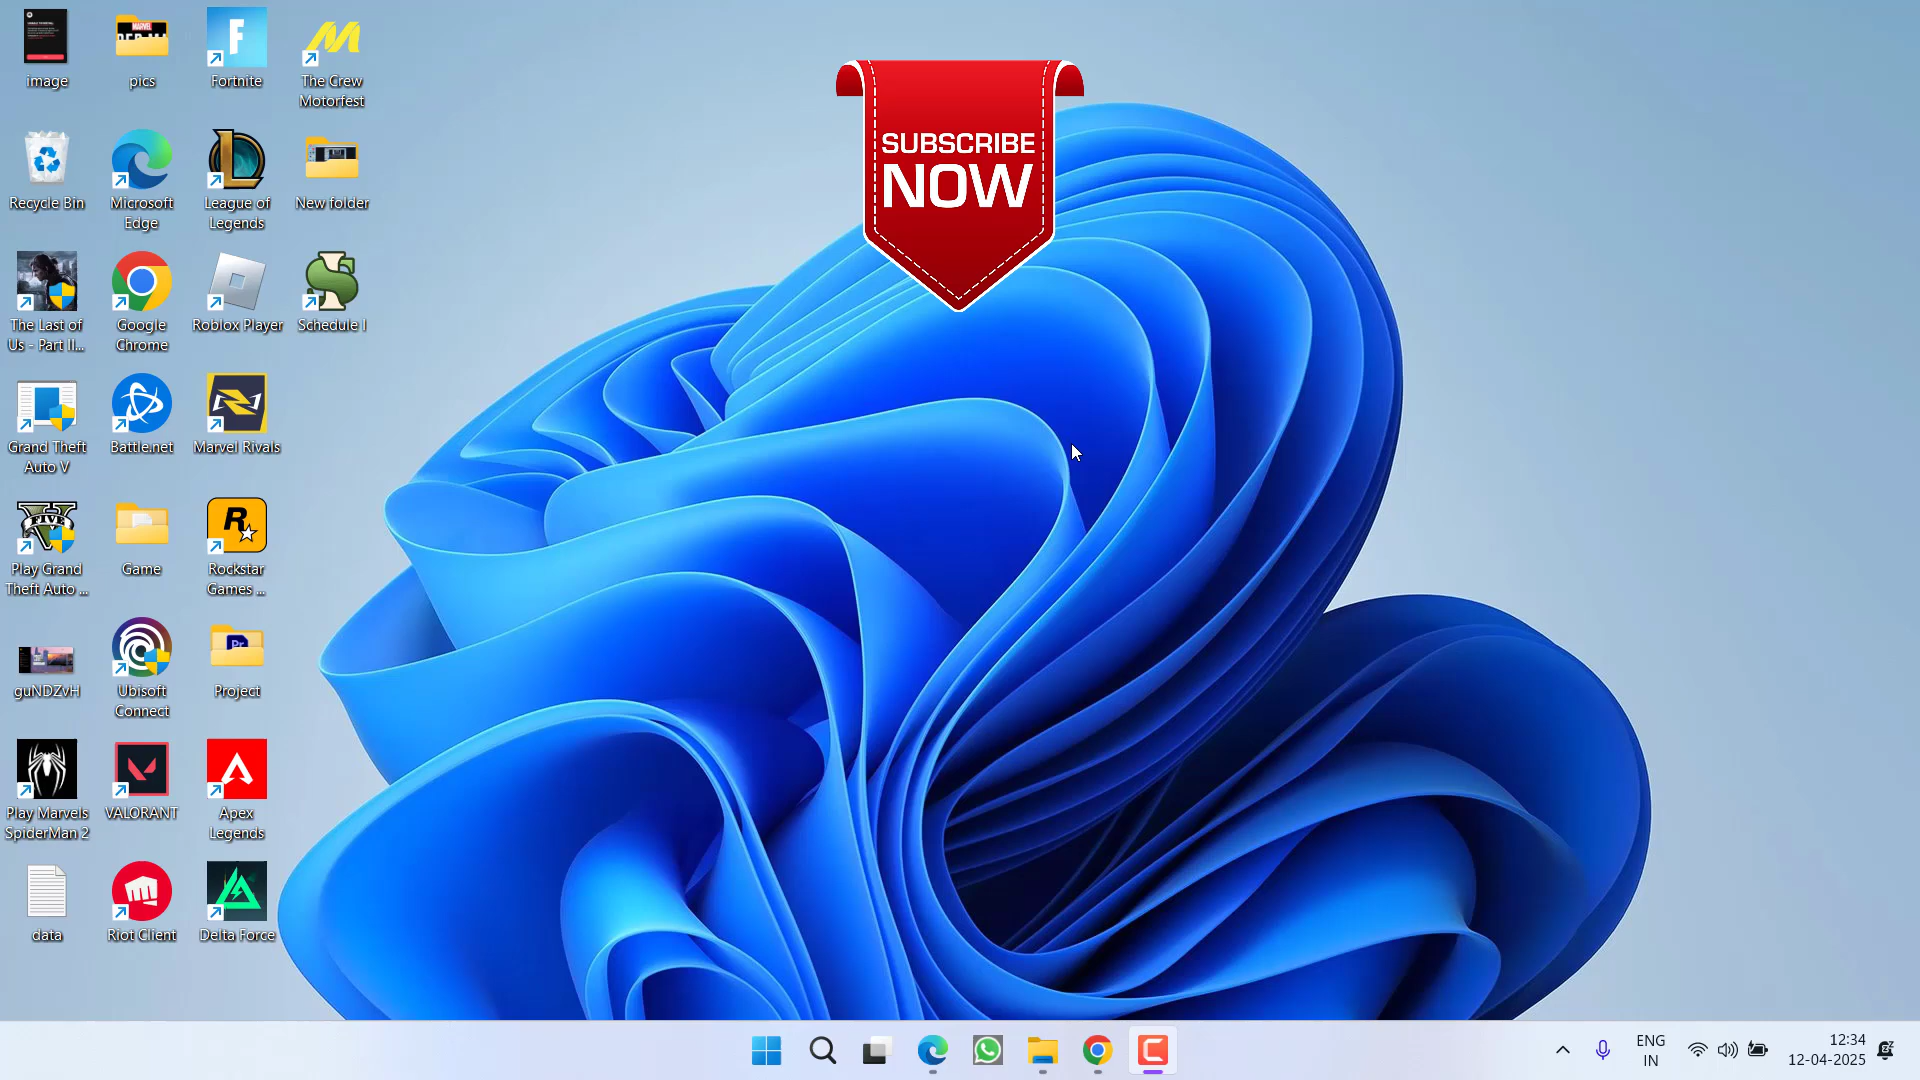 image
pics
Fortnite
The Crew
Motorfest
SUBSCRIBE
NOW
Recycle Bin
Microsoft
Edge
League of
Legends
New folder
The Last of
Us - Part II...
Google
Chrome
Roblox Player
Schedule I
Grand Theft
Auto V
Battle.net
Marvel Rivals
Play Grand
Theft Auto ...
Game
Rockstar
Games ...
guNDZvH
Ubisoft
Connect
Project
Play Marvels
SpiderMan 2
VALORANT
Apex
Legends
data
Riot Client
Delta Force
ENG
IN
12:34
12-04-2025